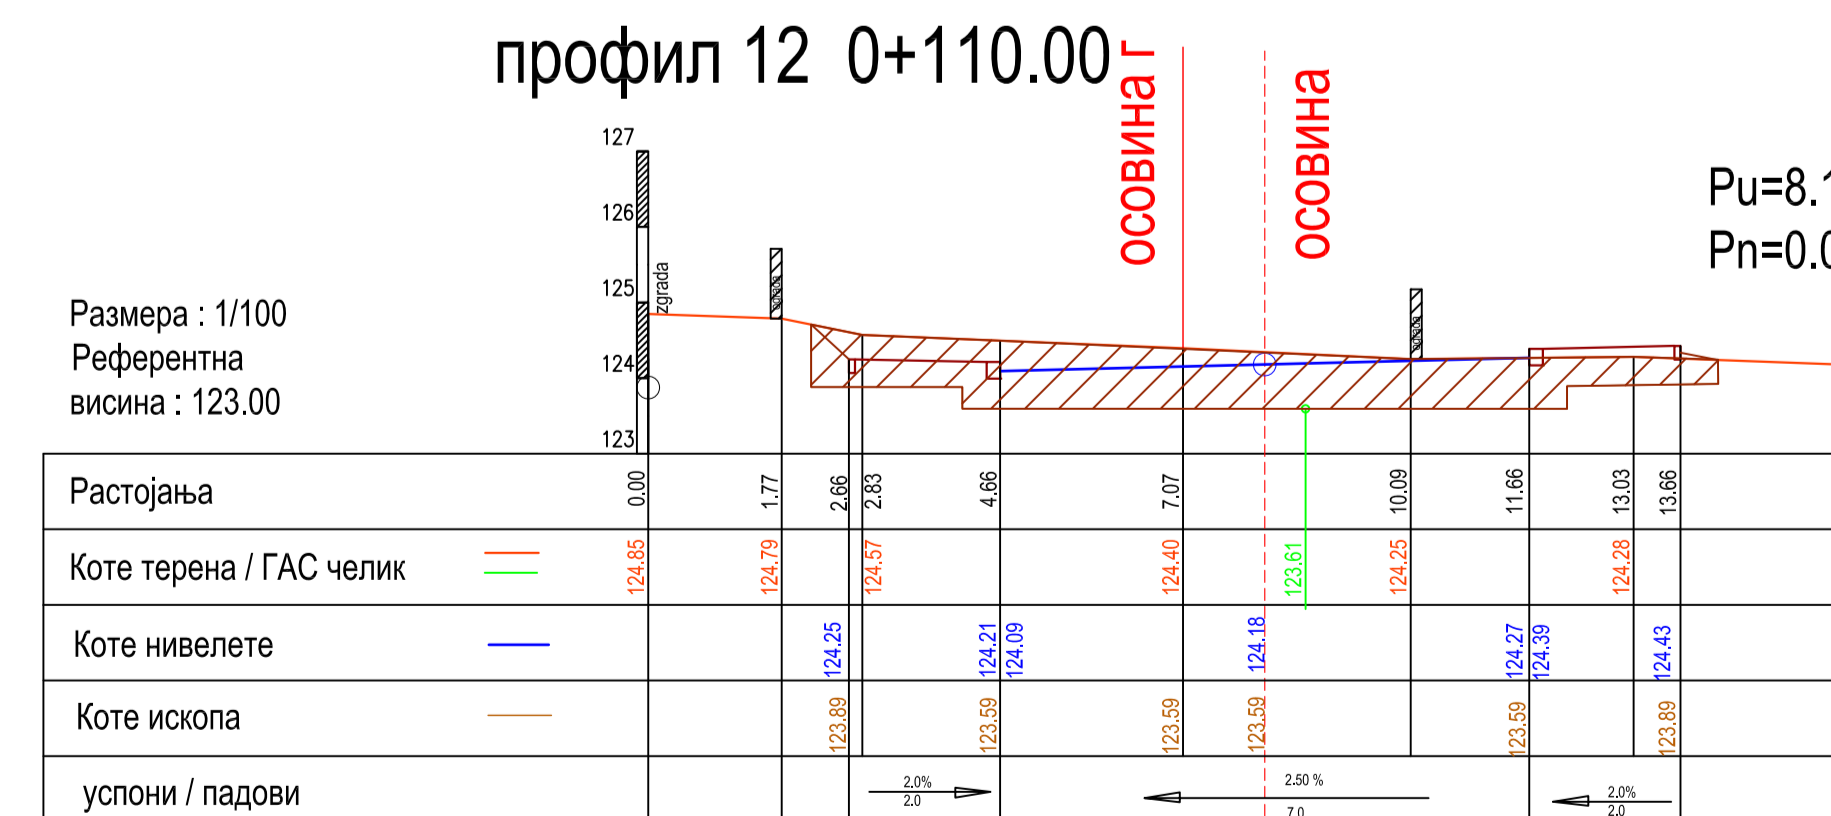 профил 12 0+110.00
осовина г
осовина
127
126
125
124
123
zgrada
ograda
ograda
Размера : 1/100
Референтна
висина : 123.00
Растојања 0.00 1.77 2.66 2.83 4.66 7.07 10.09 11.66 13.03 13.66
Коте терена / ГАС челик 124.85 124.79 124.57 124.40 123.61 124.25 124.28
Коте нивелете 124.25 124.21 124.09 124.18 124.27 124.39 124.43
Коте ископа 123.89 123.59 123.59 123.59 123.59 123.89
успони / падови 2.0% 2.50 % 2.0%
2.0 7.0 2.0